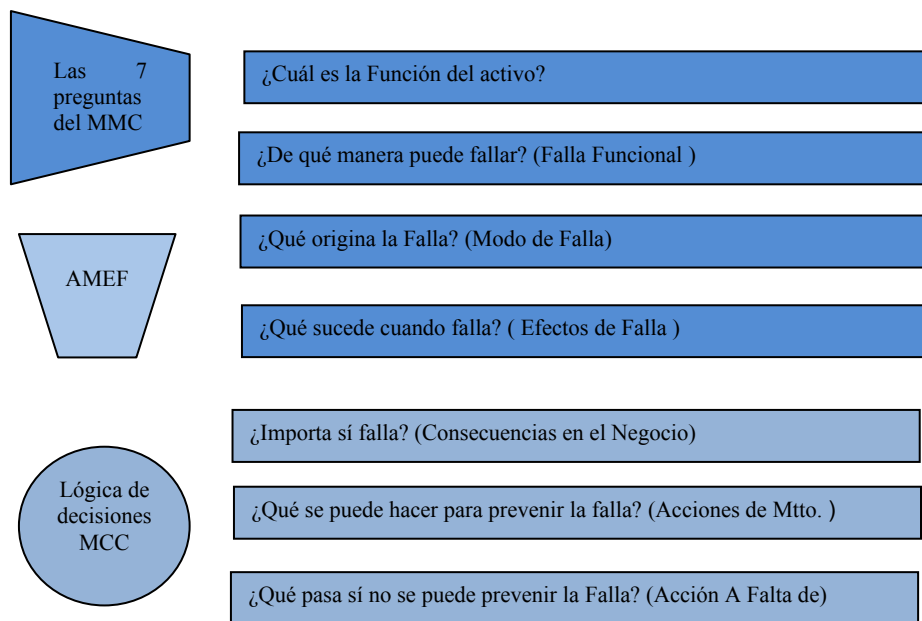 Las 7
preguntas
del MMC
¿Cuál es la Función del activo?
¿De qué manera puede fallar? (Falla Funcional )
AMEF
¿Qué origina la Falla? (Modo de Falla)
¿Qué sucede cuando falla? ( Efectos de Falla )
Lógica de
decisiones
MCC
¿Importa sí falla? (Consecuencias en el Negocio)
¿Qué se puede hacer para prevenir la falla? (Acciones de Mtto. )
¿Qué pasa sí no se puede prevenir la Falla? (Acción A Falta de)